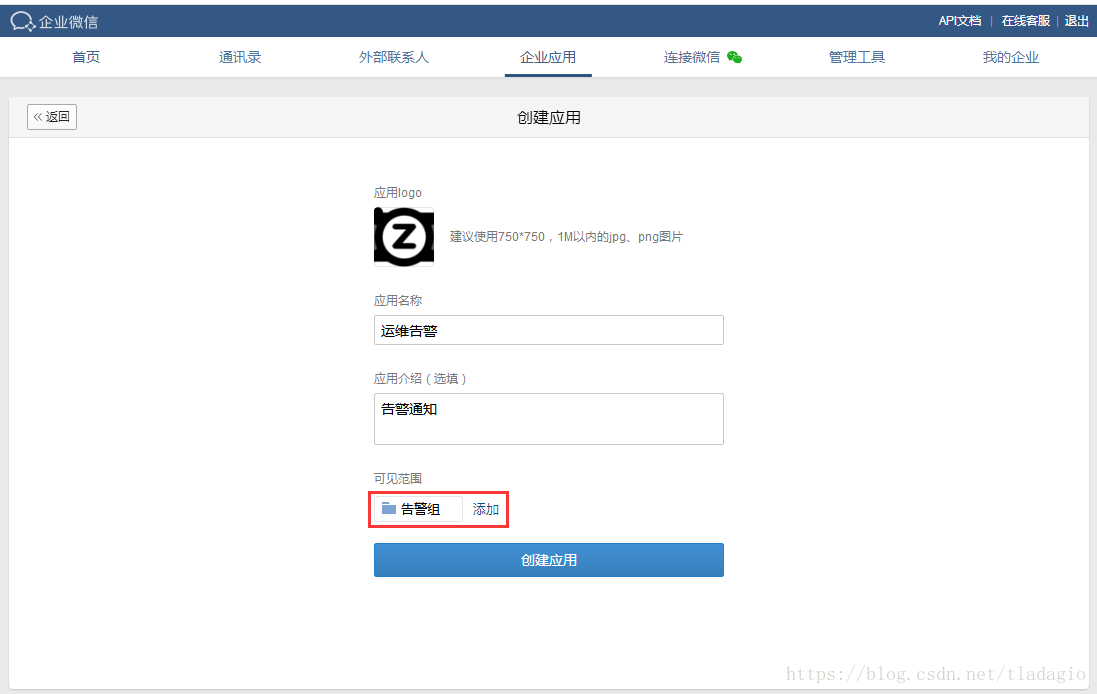 企业微信 API文档 | 在线客服 | 退出
首页 通讯录 外部联系人 企业应用 连接微信 管理工具 我的企业
« 返回 创建应用
应用logo
Z
建议使用750*750，1M以内的jpg、png图片
应用名称
运维告警
应用介绍（选填）
告警通知
可见范围
告警组 添加
创建应用
https://blog.csdn.net/tladagio